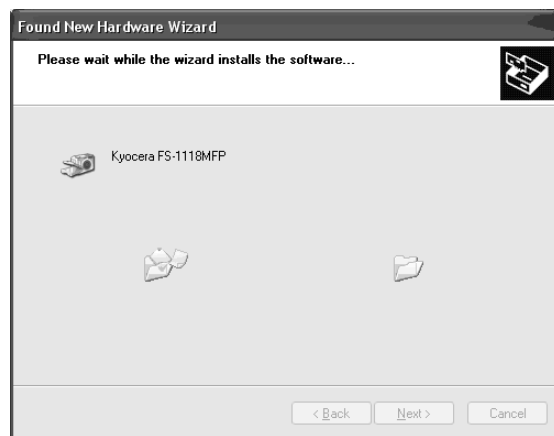 Found New Hardware Wizard
Please wait while the wizard installs the software...
Kyocera FS-1118MFP
< Back Next > Cancel